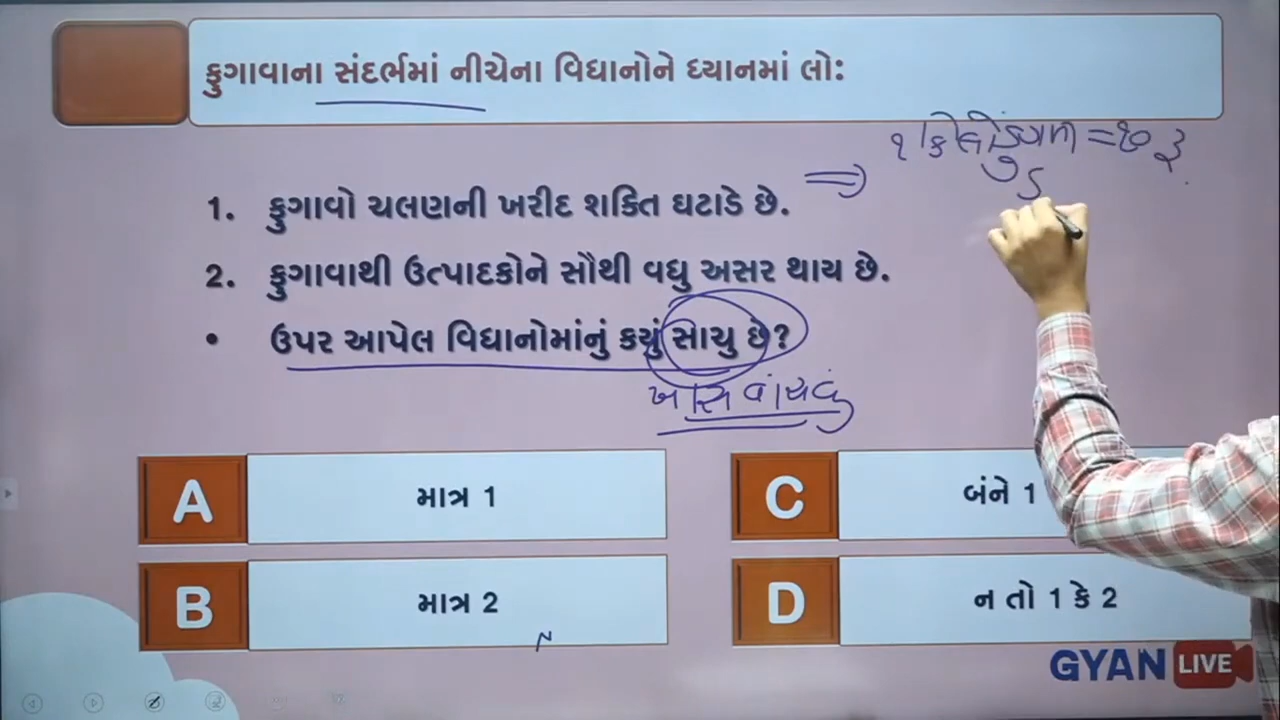 ફુગાવાના સંદર્ભમાં નીચેના વિધાનોને ધ્યાનમાં લો:
1. ફુગાવો ચલણની ખરીદ શક્તિ ઘટાડે છે.
2. ફુગાવાથી ઉત્પાદકોને સૌથી વધુ અસર થાય છે.
• ઉપર આપેલ વિધાનોમાંનું કયું સાચુ છે?
A માત્ર 1
C બંને 1
B માત્ર 2
D ન તો 1 કે 2
GYAN LIVE